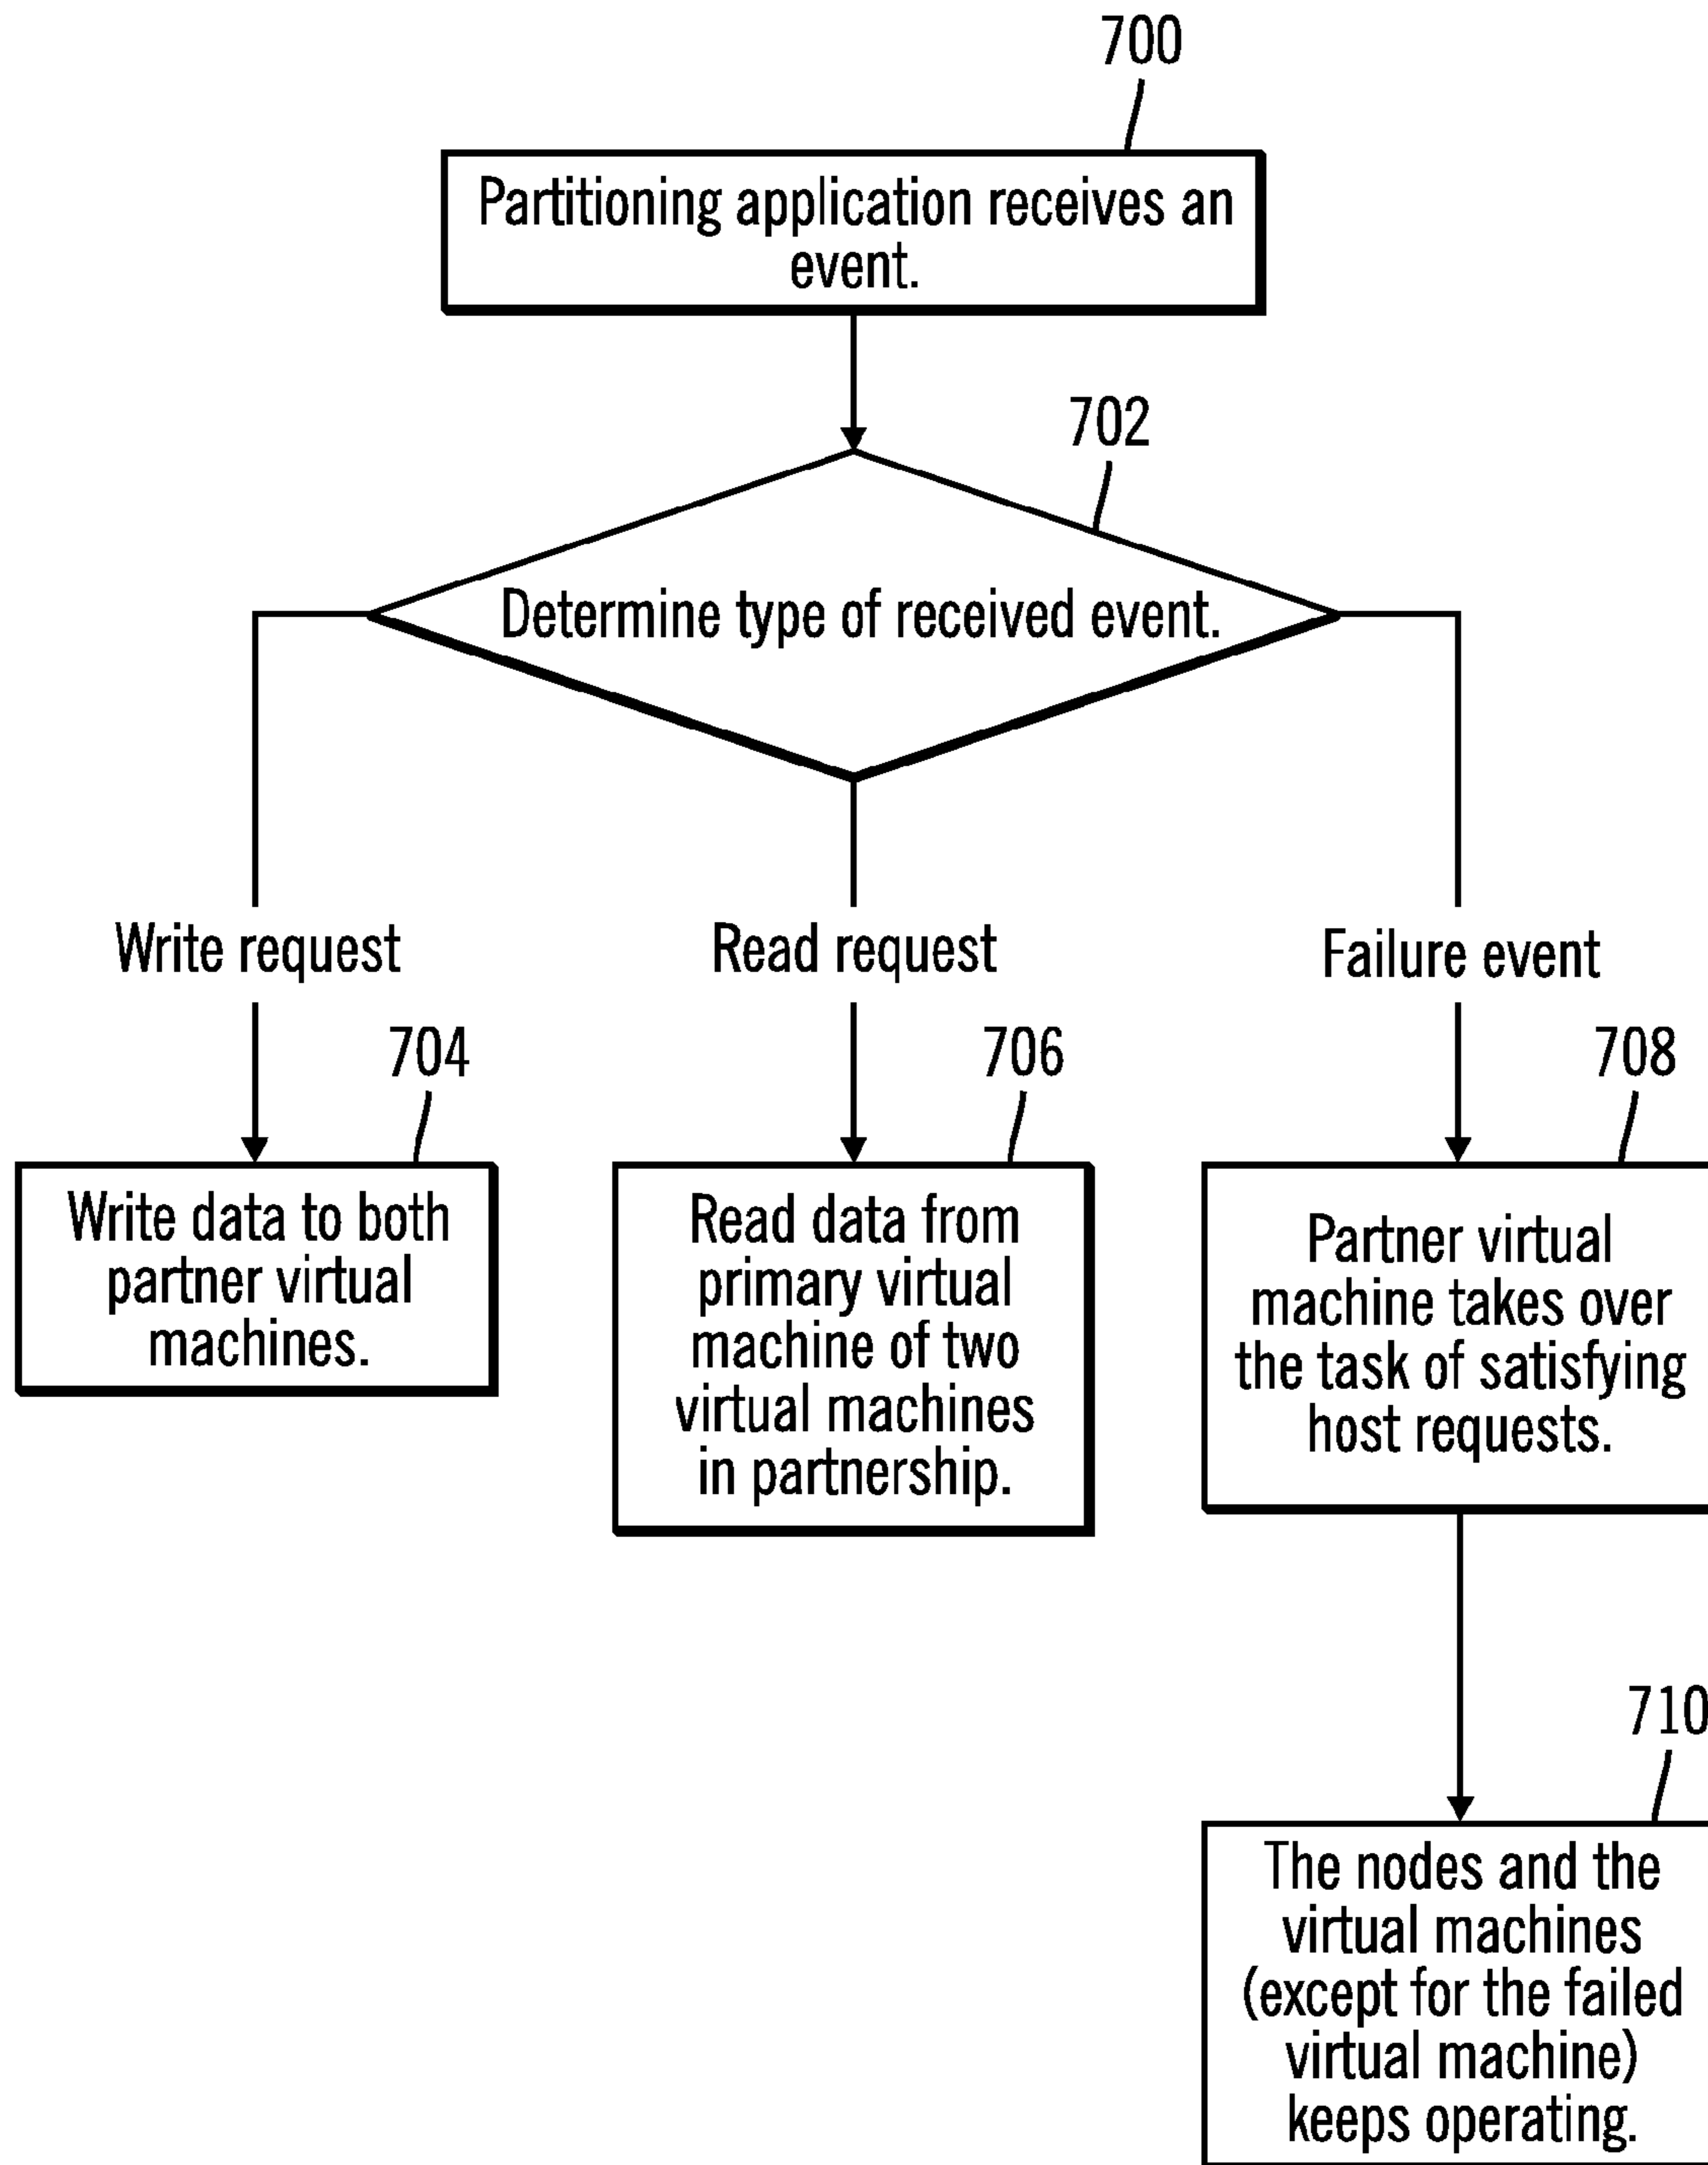 700
Partitioning application receives an
event.
702
Determine type of received event.
Write request
Read request
Failure event
704
Write data to both
partner virtual
machines.
706
Read data from
primary virtual
machine of two
virtual machines
in partnership.
708
Partner virtual
machine takes over
the task of satisfying
host requests.
710
The nodes and the
virtual machines
(except for the failed
virtual machine)
keeps operating.